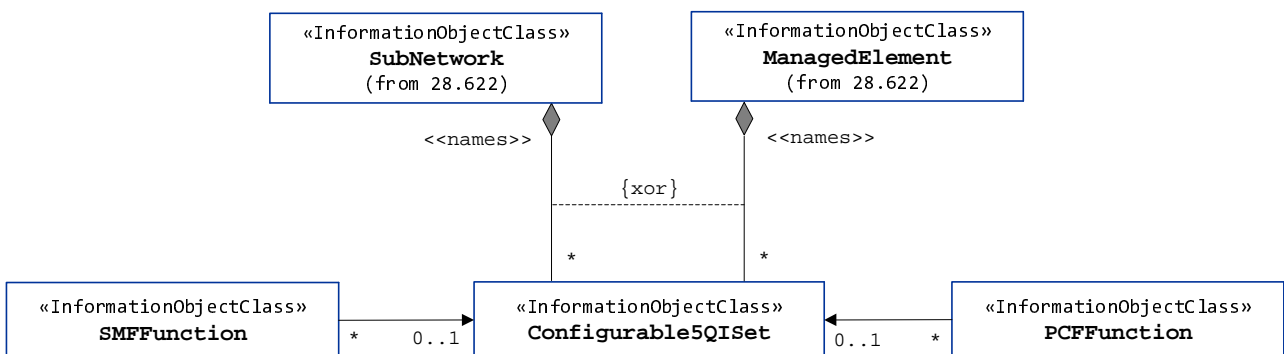 «InformationObjectClass»
SubNetwork
(from 28.622)
«InformationObjectClass»
ManagedElement
(from 28.622)
<<names>>
<<names>>
{xor}
*
*
«InformationObjectClass»
SMFFunction
*
0..1
«InformationObjectClass»
Configurable5QISet
0..1
*
«InformationObjectClass»
PCFFunction